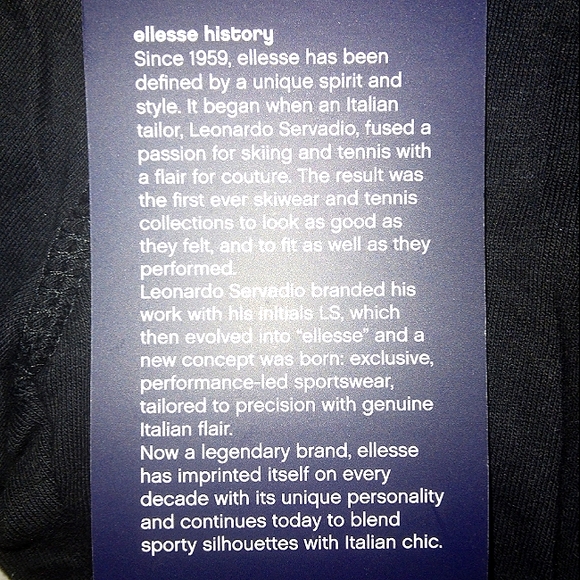 ellesse history
Since 1959, ellesse has been
defined by a unique spirit and
style. It began when an Italian
tailor, Leonardo Servadio, fused a
passion for skiing and tennis with
a flair for couture. The result was
the first ever skiwear and tennis
collections to look as good as
they felt, and to fit as well as they
performed.
Leonardo Servadio branded his
work with his initials LS, which
then evolved into “ellesse” and a
new concept was born: exclusive,
performance-led sportswear,
tailored to precision with genuine
Italian flair.
Now a legendary brand, ellesse
has imprinted itself on every
decade with its unique personality
and continues today to blend
sporty silhouettes with Italian chic.